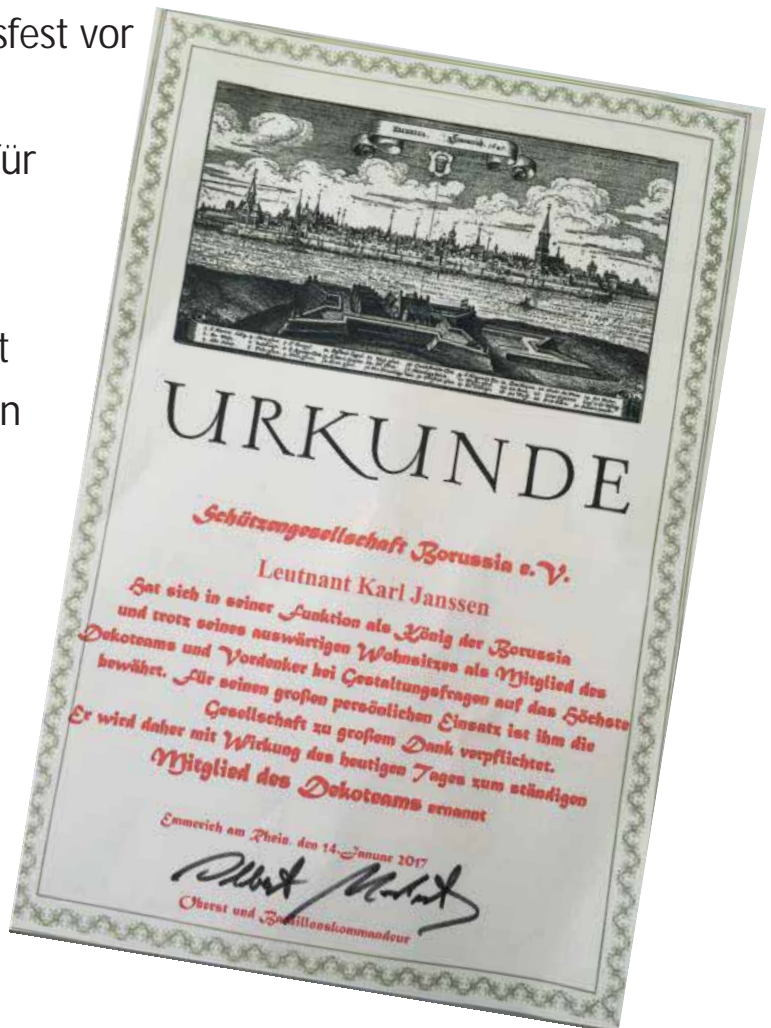 sfest vor
für
t
n
URKUNDE
Schützengesellschaft Borussia e.V.
Leutnant Karl Janssen
Hat sich in seiner Funktion als König der Borussia
und trotz seines auswärtigen Wohnsitzes als Mitglied des
Dekoteams und Vordenker bei Gestaltungsfragen auf das Höchste
bewährt. Für seinen großen persönlichen Einsatz ist ihm die
Gesellschaft zu großem Dank verpflichtet.
Er wird daher mit Wirkung des heutigen Tages zum ständigen
Mitglied des Dekoteams ernannt
Emmerich am Rhein, den 14. Januar 2017
Oberst und Bataillonskommandeur